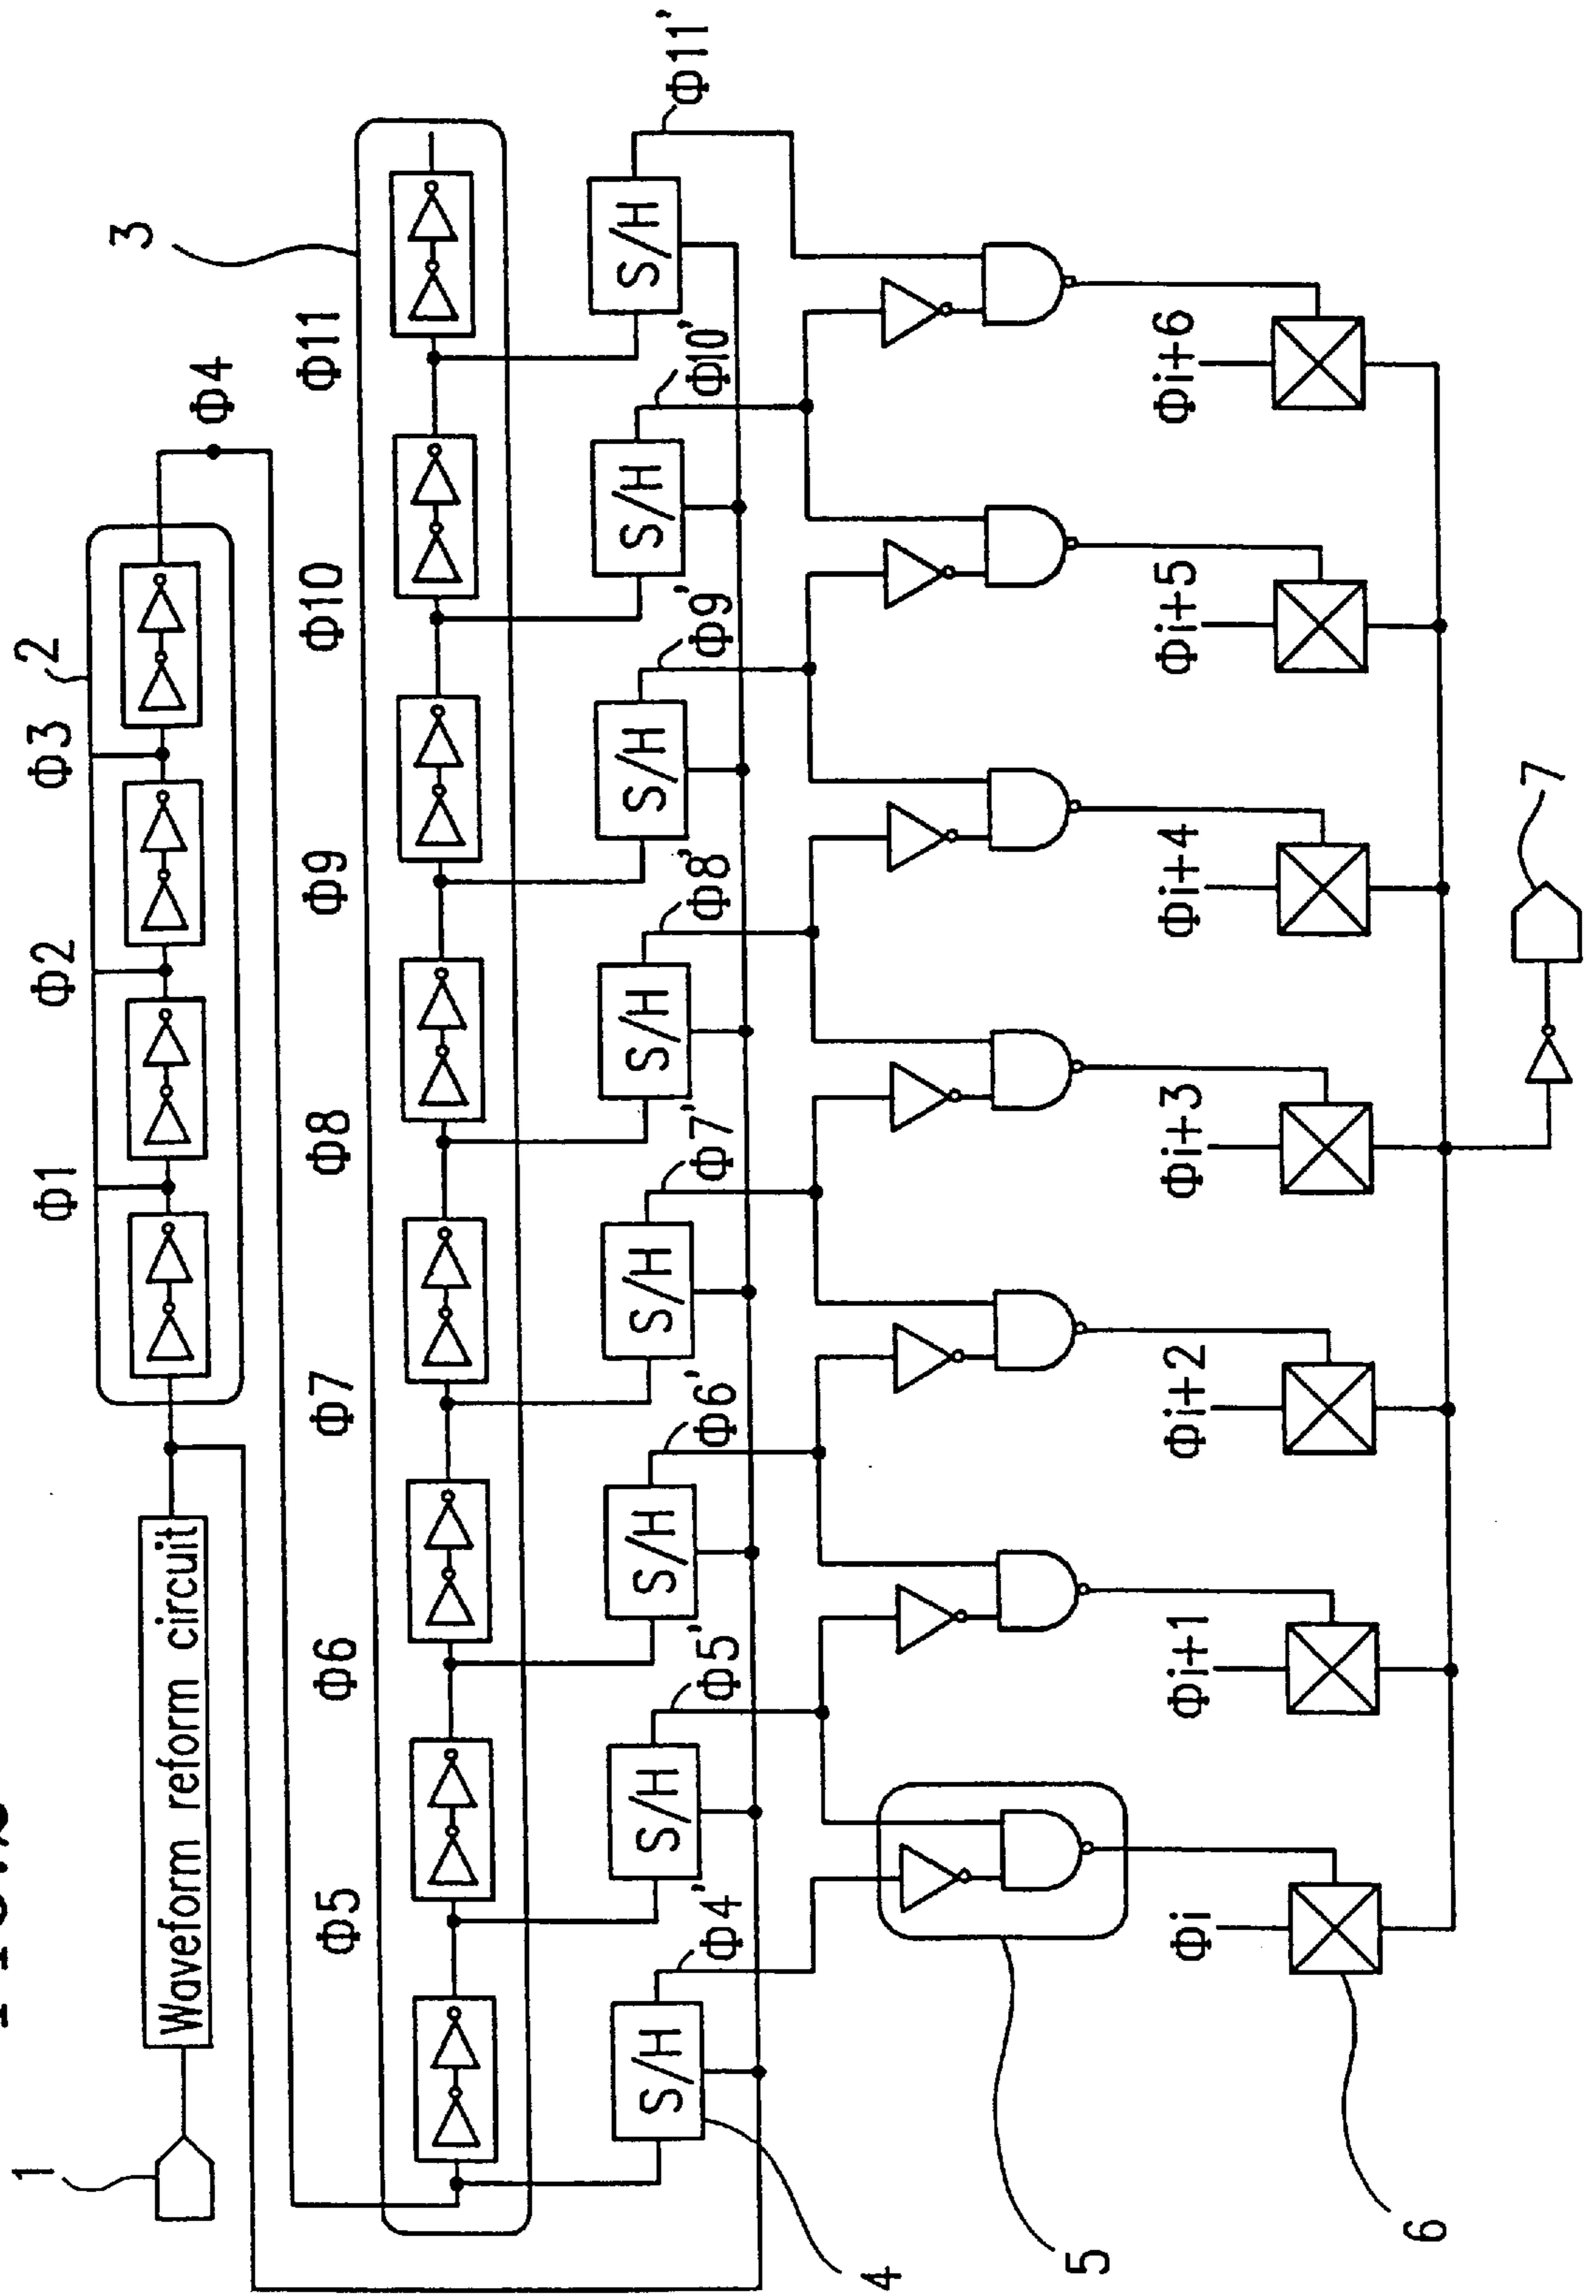 1
Waveform reform circuit
Φ1
Φ2
Φ3
2
Φ4
3
Φ5
Φ6
Φ7
Φ8
Φ9
Φ10
Φ11
S/H
S/H
S/H
S/H
S/H
S/H
S/H
S/H
4
Φ4'
Φ5'
Φ6'
Φ7'
Φ8'
Φ9'
Φ10'
Φ11'
5
Φi
Φi+1
Φi+2
Φi+3
Φi+4
Φi+5
Φi+6
6
7